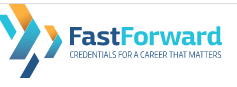 FastForward
CREDENTIALS FOR A CAREER THAT MATTERS